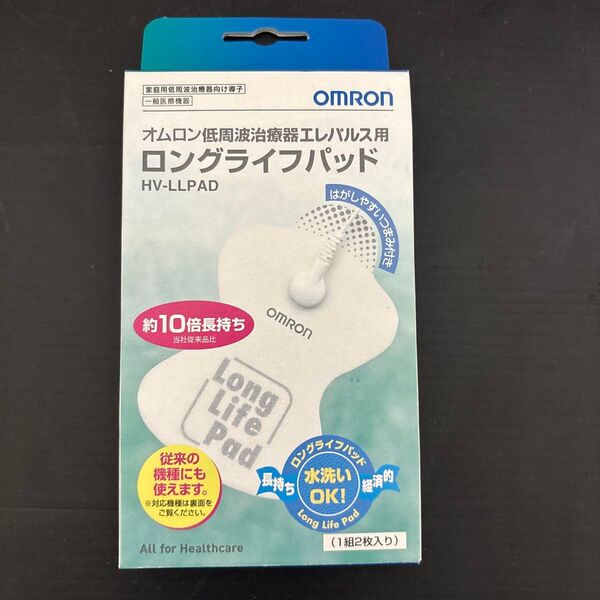 家庭用低周波治療器向け導子
一般医療機器
OMRON
オムロン低周波治療器エレパルス用
ロングライフパッド
HV-LLPAD
はがしやすいつまみ付き
OMRON
約10倍長持ち
当社従来品比
Long
Life
Pad
従来の
機種にも
使えます。
※対応機種は裏面を
ご覧ください。
ロングライフパッド
長持ち
水洗い
OK!
経済的
Long Life Pad
All for Healthcare
(1組2枚入り)